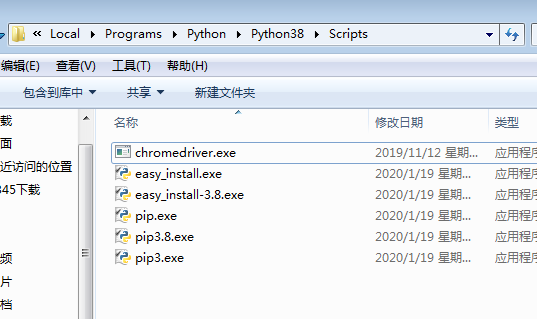 « Local Programs Python Python38 Scripts
编辑(E) 查看(V) 工具(T) 帮助(H)
包含到库中 共享 新建文件夹
名称 修改日期 类型
载
面
近访问的位置
345下载
频
片
档
chromedriver.exe 2019/11/12 星期... 应用程序
easy_install.exe 2020/1/19 星期... 应用程序
easy_install-3.8.exe 2020/1/19 星期... 应用程序
pip.exe 2020/1/19 星期... 应用程序
pip3.8.exe 2020/1/19 星期... 应用程序
pip3.exe 2020/1/19 星期... 应用程序